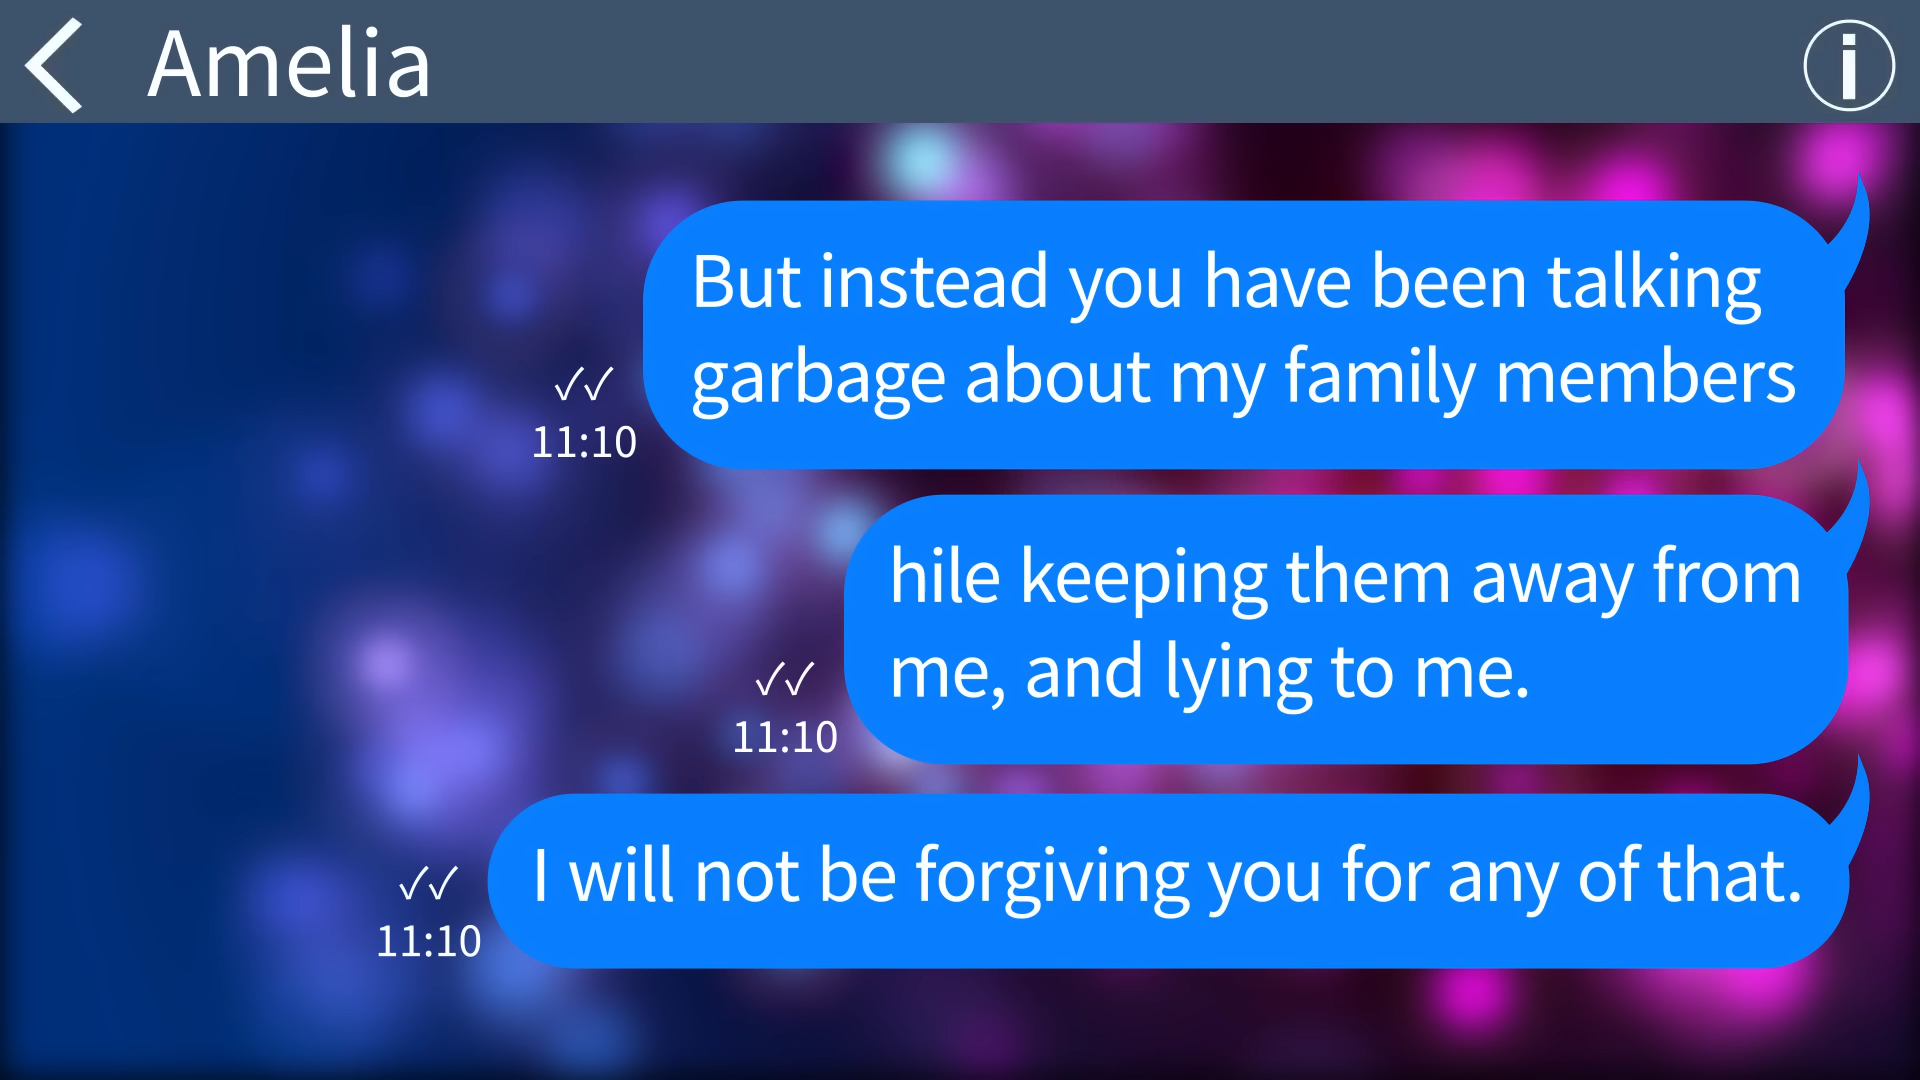 Amelia
But instead you have been talking
garbage about my family members
✓✓
11:10
hile keeping them away from
me, and lying to me.
✓✓
11:10
I will not be forgiving you for any of that.
✓✓
11:10